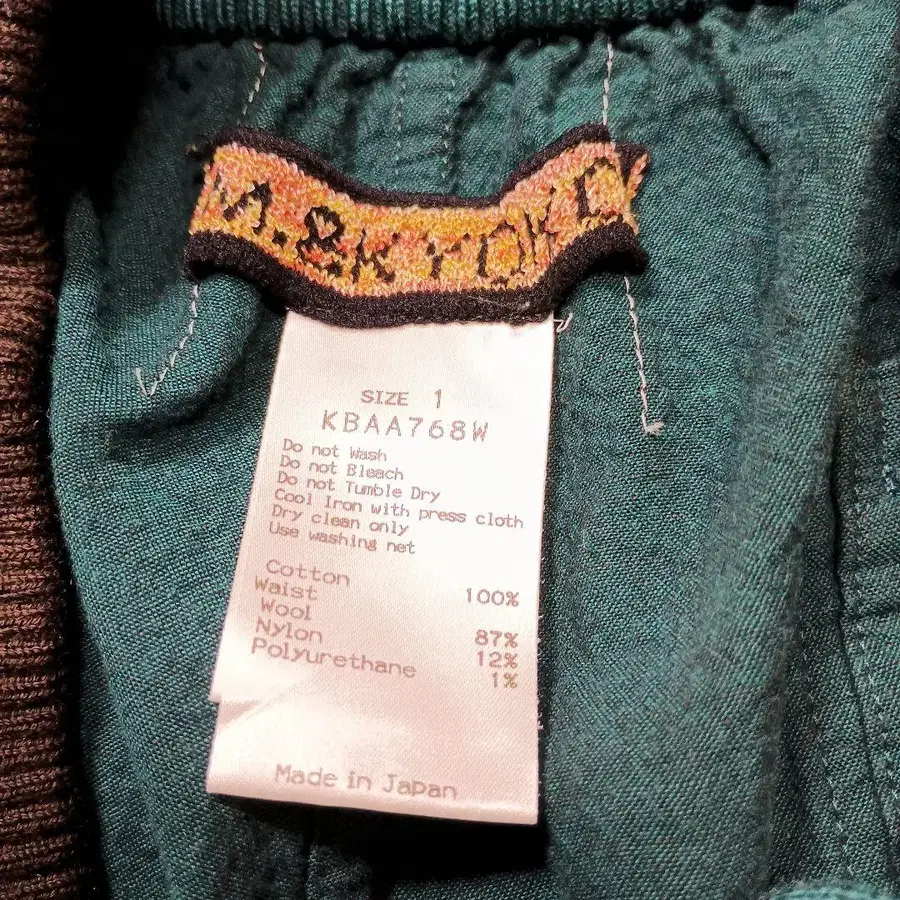 A.&KYOKO
SIZE 1
KBAA768W
Do not Wash
Do not Bleach
Do not Tumble Dry
Cool Iron with press cloth
Dry clean only
Use washing net
Cotton 100%
Waist
Wool 87%
Nylon 12%
Polyurethane 1%
Made in Japan